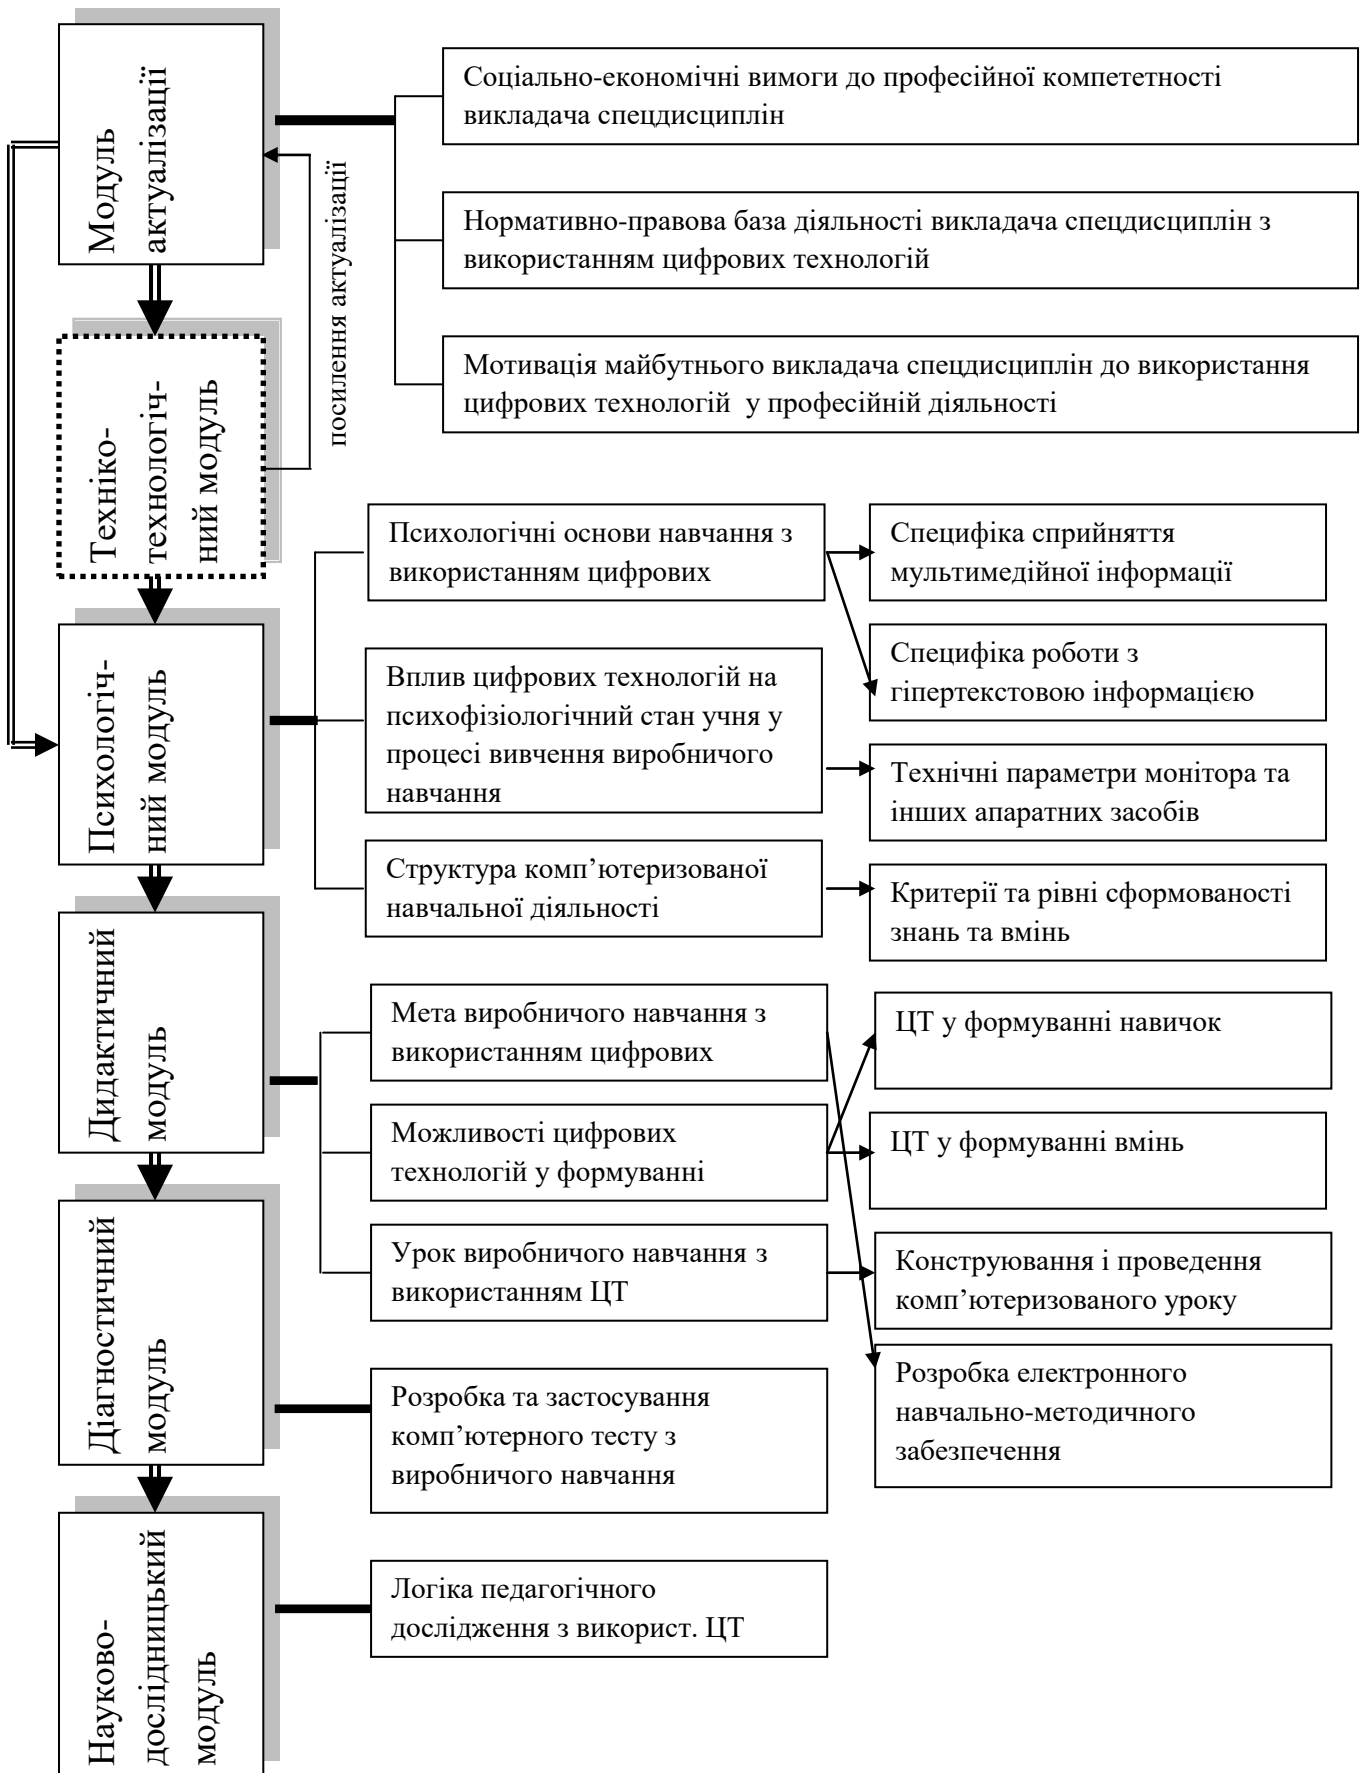 Модуль
актуалізації
Соціально-економічні вимоги до професійної компететності
викладача спецдисциплін
Нормативно-правова база діяльності викладача спецдисциплін з
використанням цифрових технологій
Мотивація майбутнього викладача спецдисциплін до використання
цифрових технологій у професійній діяльності
посилення актуалізації
Техніко-
технологіч-
ний модуль
Психологіч-
ний модуль
Психологічні основи навчання з
використанням цифрових
Специфіка сприйняття
мультимедійної інформації
Специфіка роботи з
гіпертекстовою інформацією
Вплив цифрових технологій на
психофізіологічний стан учня у
процесі вивчення виробничого
навчання
Технічні параметри монітора та
інших апаратних засобів
Структура комп’ютеризованої
навчальної діяльності
Критерії та рівні сформованості
знань та вмінь
Дидактичний
модуль
Мета виробничого навчання з
використанням цифрових
ЦТ у формуванні навичок
Можливості цифрових
технологій у формуванні
ЦТ у формуванні вмінь
Урок виробничого навчання з
використанням ЦТ
Конструювання і проведення
комп’ютеризованого уроку
Розробка електронного
навчально-методичного
забезпечення
Діагностичний
модуль
Розробка та застосування
комп’ютерного тесту з
виробничого навчання
Науково-
дослідницький
модуль
Логіка педагогічного
дослідження з використ. ЦТ